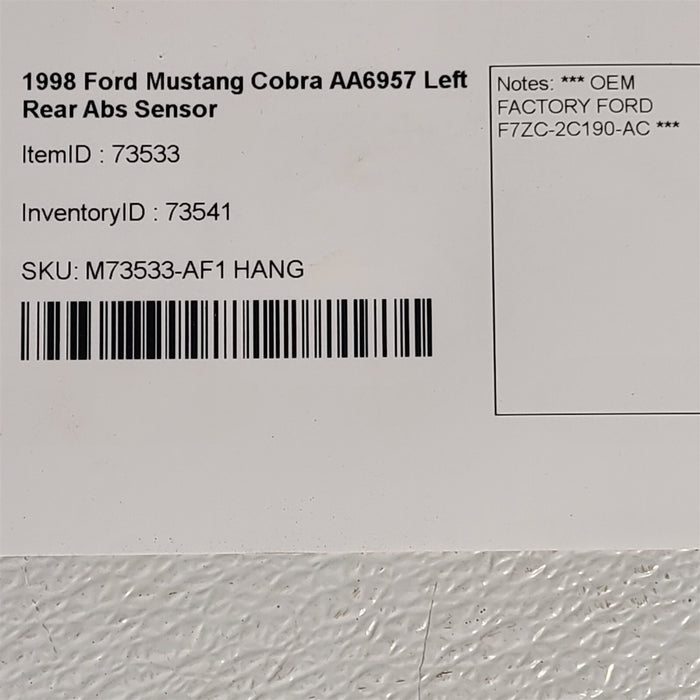 1998 Ford Mustang Cobra AA6957 Left
Rear Abs Sensor
ItemID : 73533
InventoryID : 73541
SKU: M73533-AF1 HANG
Notes: *** OEM
FACTORY FORD
F7ZC-2C190-AC ***